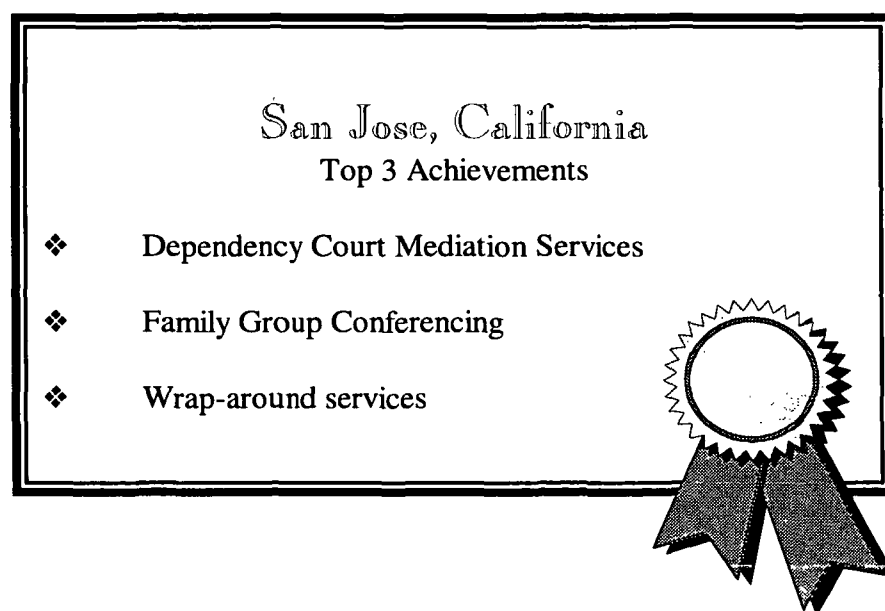 San Jose, California
Top 3 Achievements
❖ Dependency Court Mediation Services
❖ Family Group Conferencing
❖ Wrap-around services